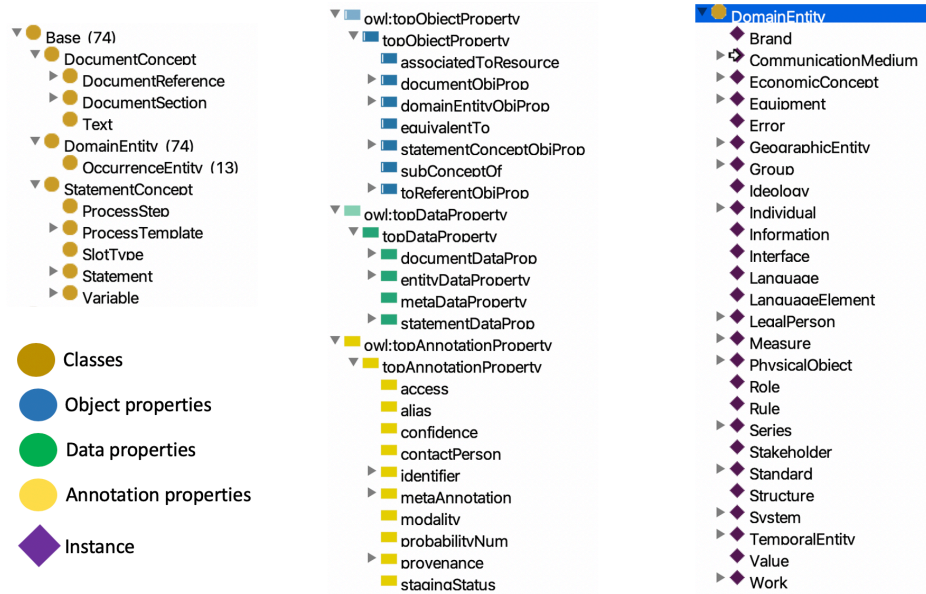 Base (74)
DocumentConcept
DocumentReference
DocumentSection
Text
DomainEntity (74)
OccurrenceEntity (13)
StatementConcept
ProcessStep
ProcessTemplate
SlotType
Statement
Variable
Classes
Object properties
Data properties
Annotation properties
Instance
owl:topObjectProperty
topObjectProperty
associatedToResource
documentObjProp
domainEntityObjProp
equivalentTo
statementConceptObjProp
subConceptOf
toReferentObjProp
owl:topDataProperty
topDataProperty
documentDataProp
entityDataProperty
metaDataProperty
statementDataProp
owl:topAnnotationProperty
topAnnotationProperty
access
alias
confidence
contactPerson
identifier
metaAnnotation
modality
probabilityNum
provenance
stagingStatus
DomainEntity
Brand
CommunicationMedium
EconomicConcept
Equipment
Error
GeographicEntity
Group
Ideology
Individual
Information
Interface
Language
LanguageElement
LegalPerson
Measure
PhysicalObject
Role
Rule
Series
Stakeholder
Standard
Structure
System
TemporalEntity
Value
Work